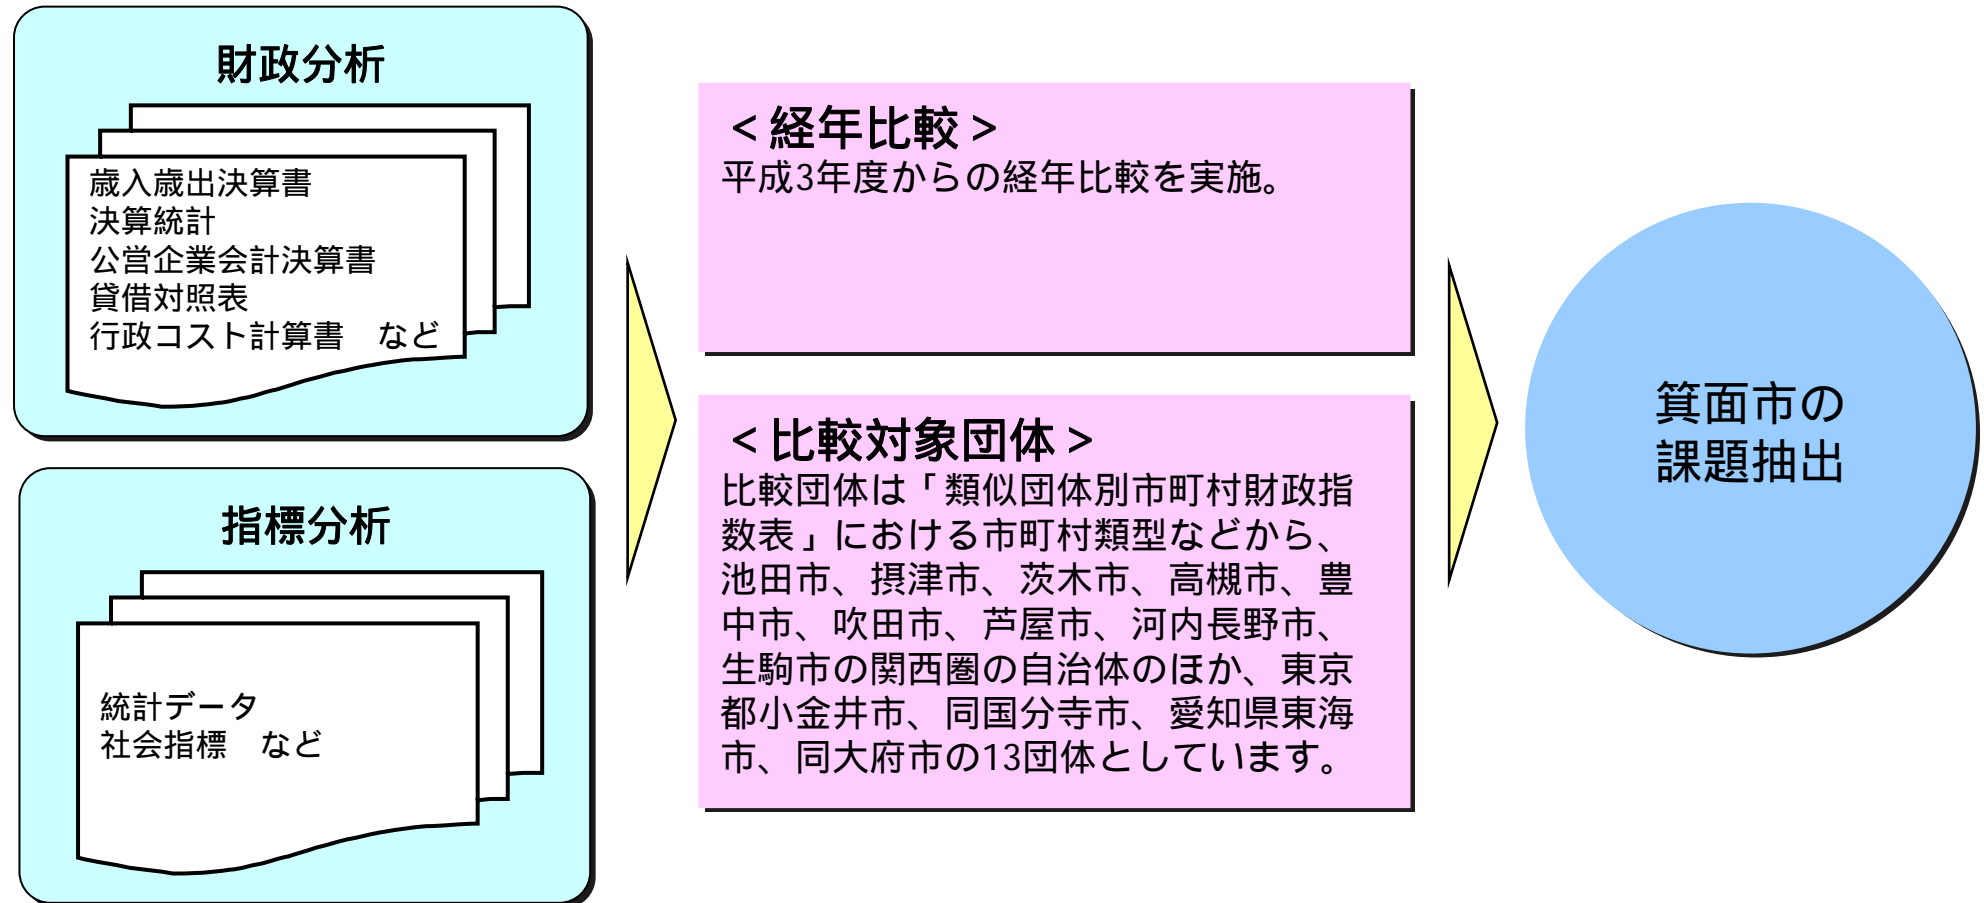 財政分析
歳入歳出決算書
決算統計
公営企業会計決算書
貸借対照表
行政コスト計算書　など
指標分析
統計データ
社会指標　など
＜経年比較＞
平成3年度からの経年比較を実施。
＜比較対象団体＞
比較団体は「類似団体別市町村財政指
数表」における市町村類型などから、
池田市、摂津市、茨木市、高槻市、豊
中市、吹田市、芦屋市、河内長野市、
生駒市の関西圏の自治体のほか、東京
都小金井市、同国分寺市、愛知県東海
市、同大府市の13団体としています。
箕面市の
課題抽出